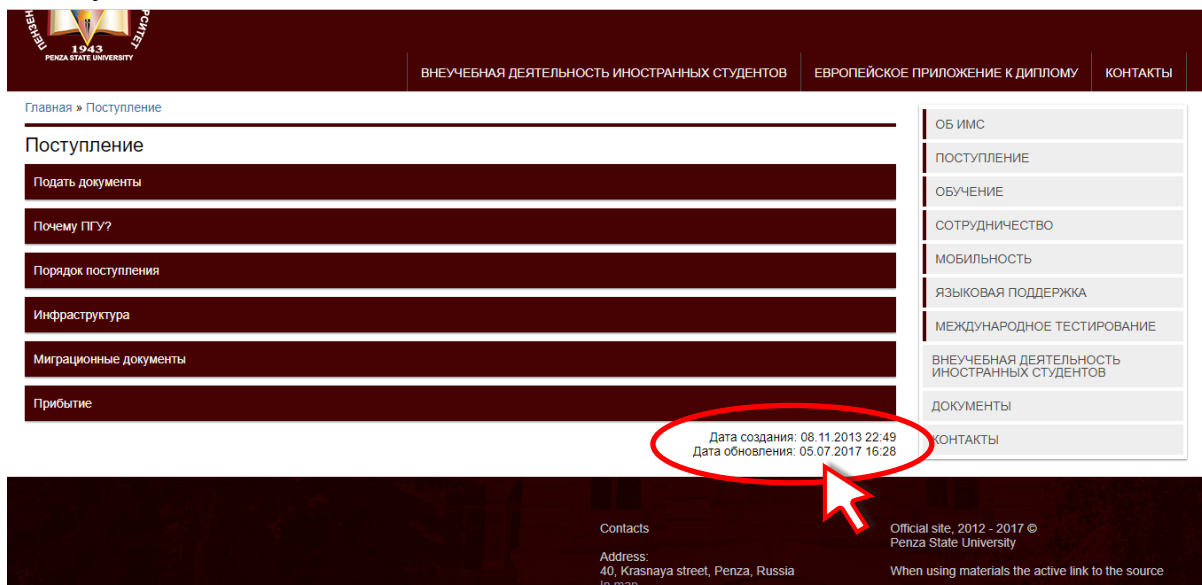 1943
PENZA STATE UNIVERSITY
ВНЕУЧЕБНАЯ ДЕЯТЕЛЬНОСТЬ ИНОСТРАННЫХ СТУДЕНТОВ
ЕВРОПЕЙСКОЕ ПРИЛОЖЕНИЕ К ДИПЛОМУ
КОНТАКТЫ
Главная » Поступление
Поступление
Подать документы
Почему ПГУ?
Порядок поступления
Инфраструктура
Миграционные документы
Прибытие
Дата создания: 08.11.2013 22:49
Дата обновления: 05.07.2017 16:28
ОБ ИМС
ПОСТУПЛЕНИЕ
ОБУЧЕНИЕ
СОТРУДНИЧЕСТВО
МОБИЛЬНОСТЬ
ЯЗЫКОВАЯ ПОДДЕРЖКА
МЕЖДУНАРОДНОЕ ТЕСТИРОВАНИЕ
ВНЕУЧЕБНАЯ ДЕЯТЕЛЬНОСТЬ
ИНОСТРАННЫХ СТУДЕНТОВ
ДОКУМЕНТЫ
КОНТАКТЫ
Contacts
Address:
40, Krasnaya street, Penza, Russia
In map
Official site, 2012 - 2017 ©
Penza State University
When using materials the active link to the source